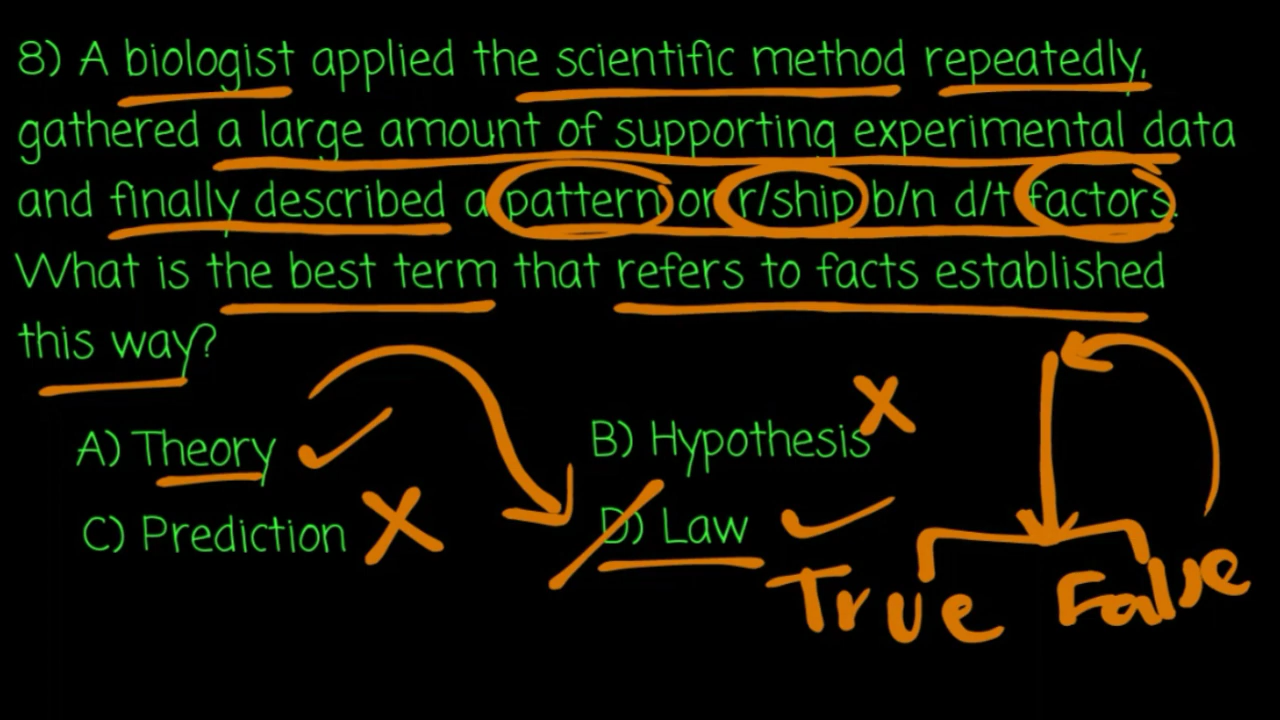 8) A biologist applied the scientific method repeatedly,
gathered a large amount of supporting experimental data
and finally described a pattern or r/ship b/n d/t factors.
What is the best term that refers to facts established
this way?
A) Theory
B) Hypothesis
C) Prediction
D) Law
True False